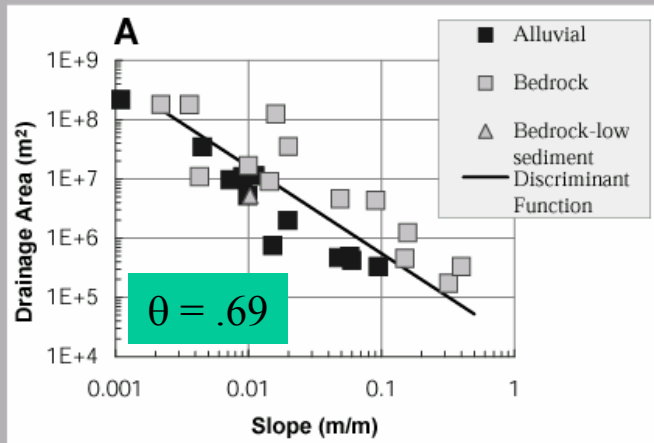 A
Alluvial
Bedrock
Bedrock-low
sediment
Discriminant
Function
Drainage Area (m²)
1E+9
1E+8
1E+7
1E+6
1E+5
1E+4
θ = .69
0.001
0.01
0.1
1
Slope (m/m)